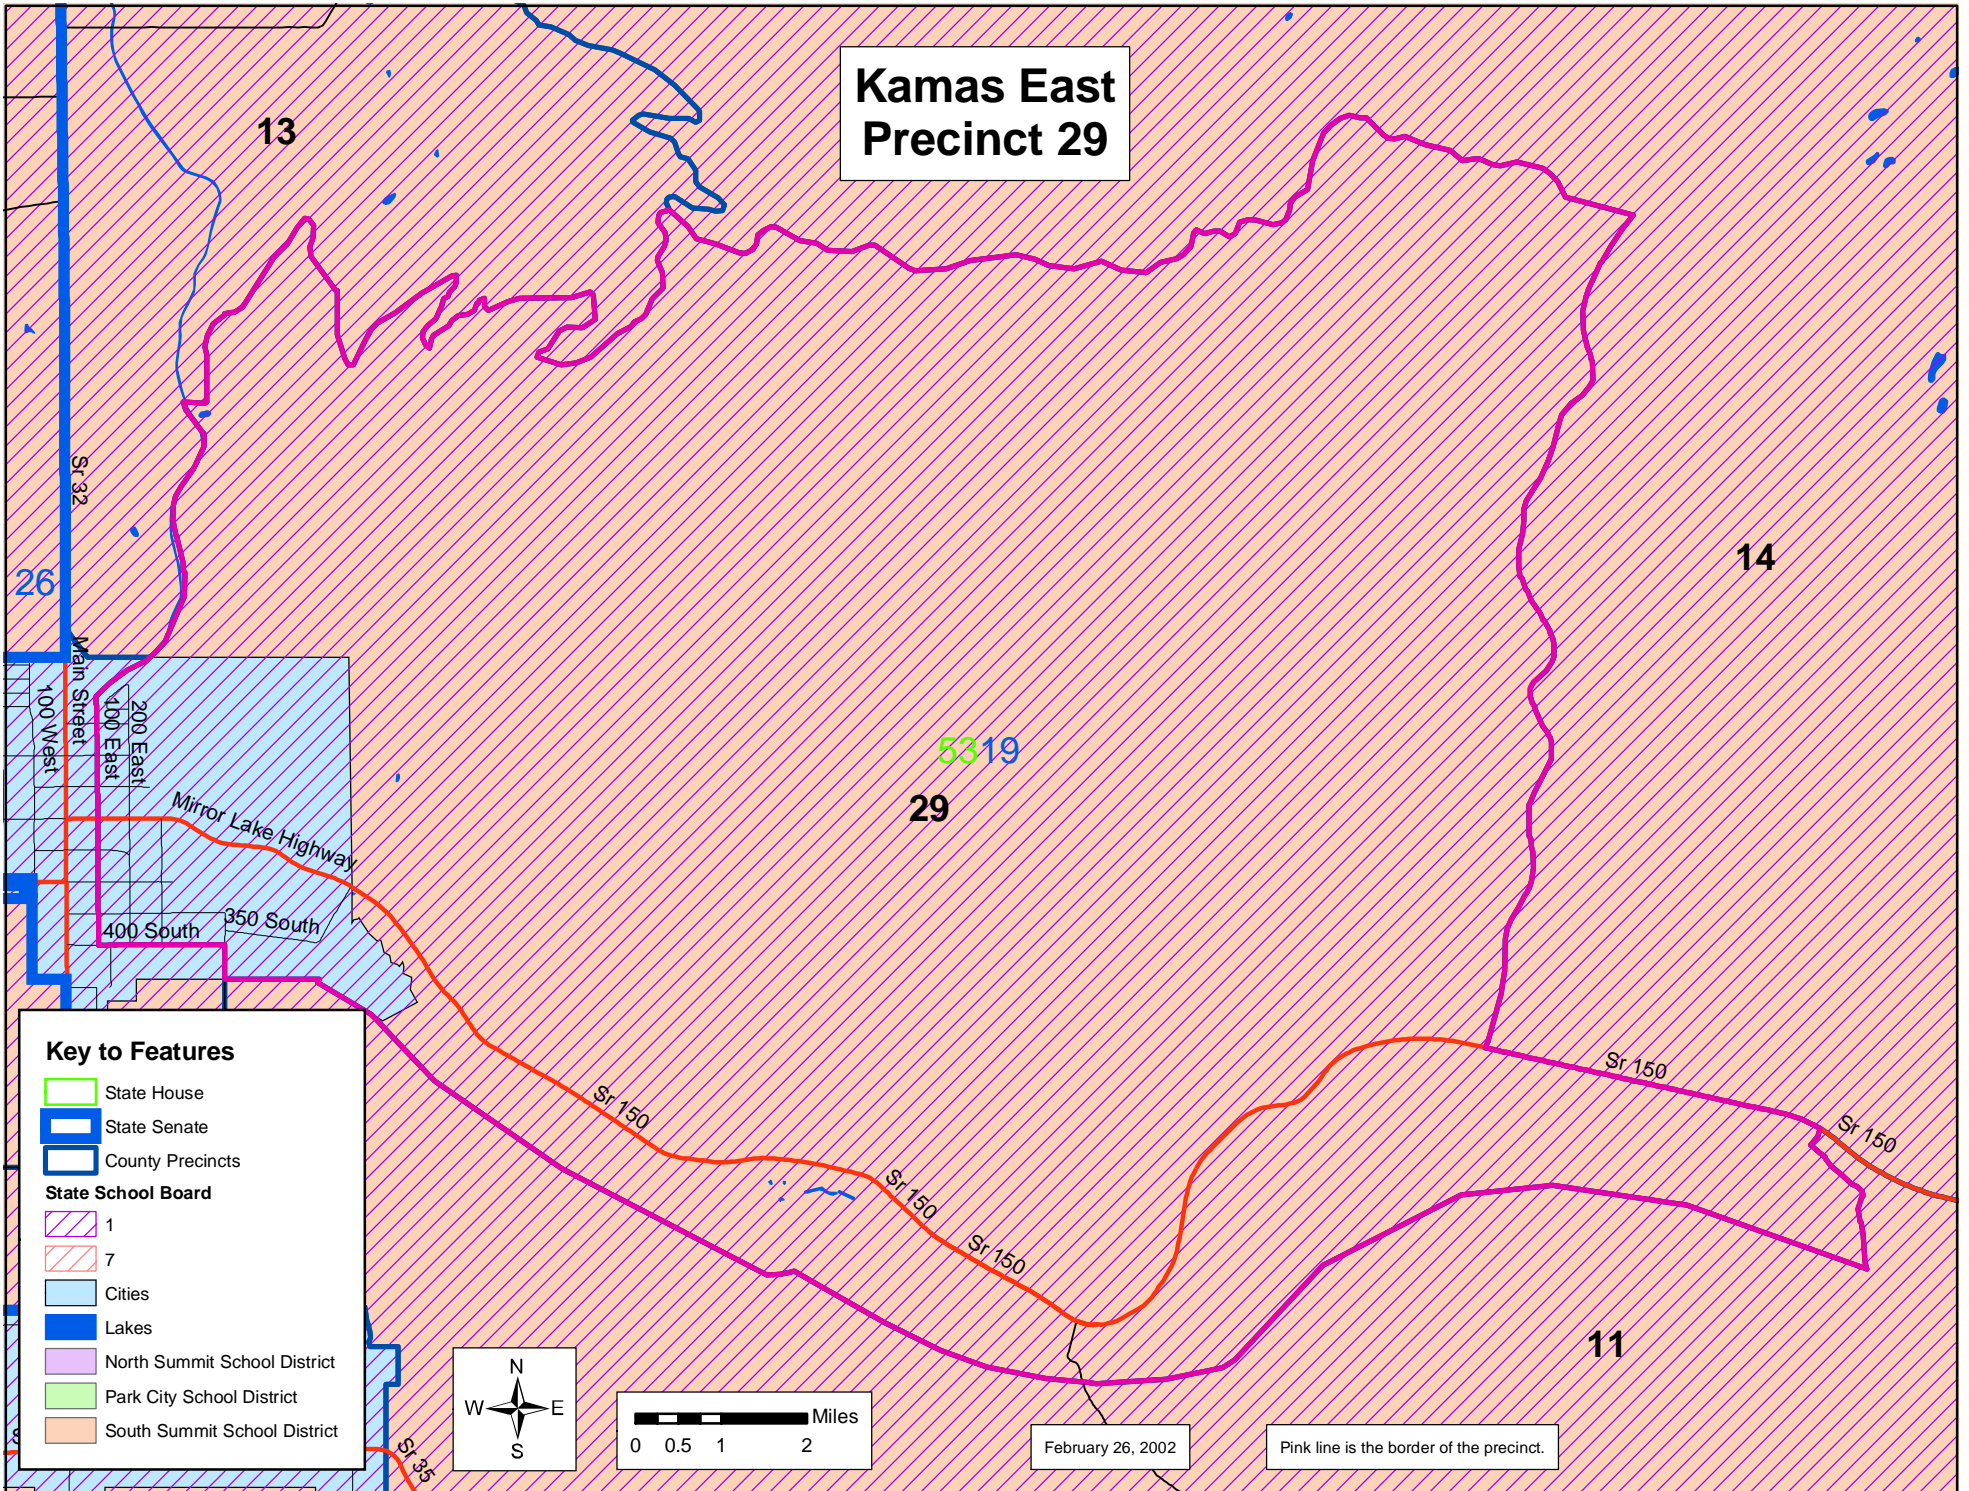 Kamas East
Precinct 29
13
Sr 32
26
14
Main Street
100 West
100 East
200 East
5319
29
Mirror Lake Highway
350 South
400 South
Sr 150
Sr 150
Sr 150
Sr 150
Sr 150
11
Sr 35
Key to Features
State House
State Senate
County Precincts
State School Board
1
7
Cities
Lakes
North Summit School District
Park City School District
South Summit School District
N
W E
S
Miles
0 0.5 1 2
February 26, 2002
Pink line is the border of the precinct.